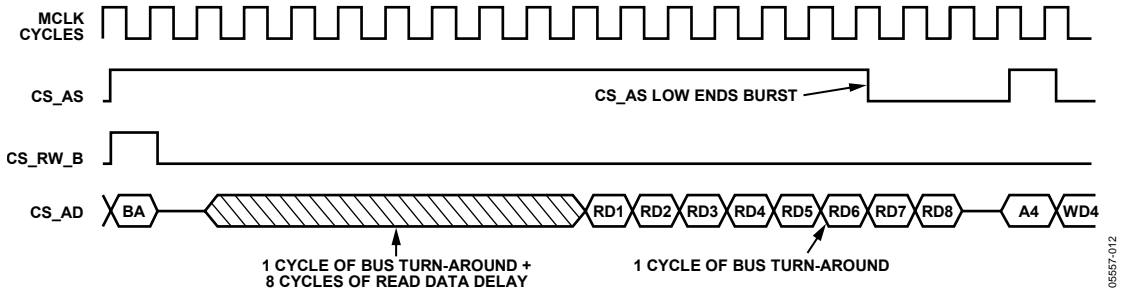 MCLK
CYCLES
CS_AS
CS_AS LOW ENDS BURST
CS_RW_B
CS_AD
BA
RD1 RD2 RD3 RD4 RD5 RD6 RD7 RD8
A4
WD4
1 CYCLE OF BUS TURN-AROUND +
8 CYCLES OF READ DATA DELAY
1 CYCLE OF BUS TURN-AROUND
05557-012